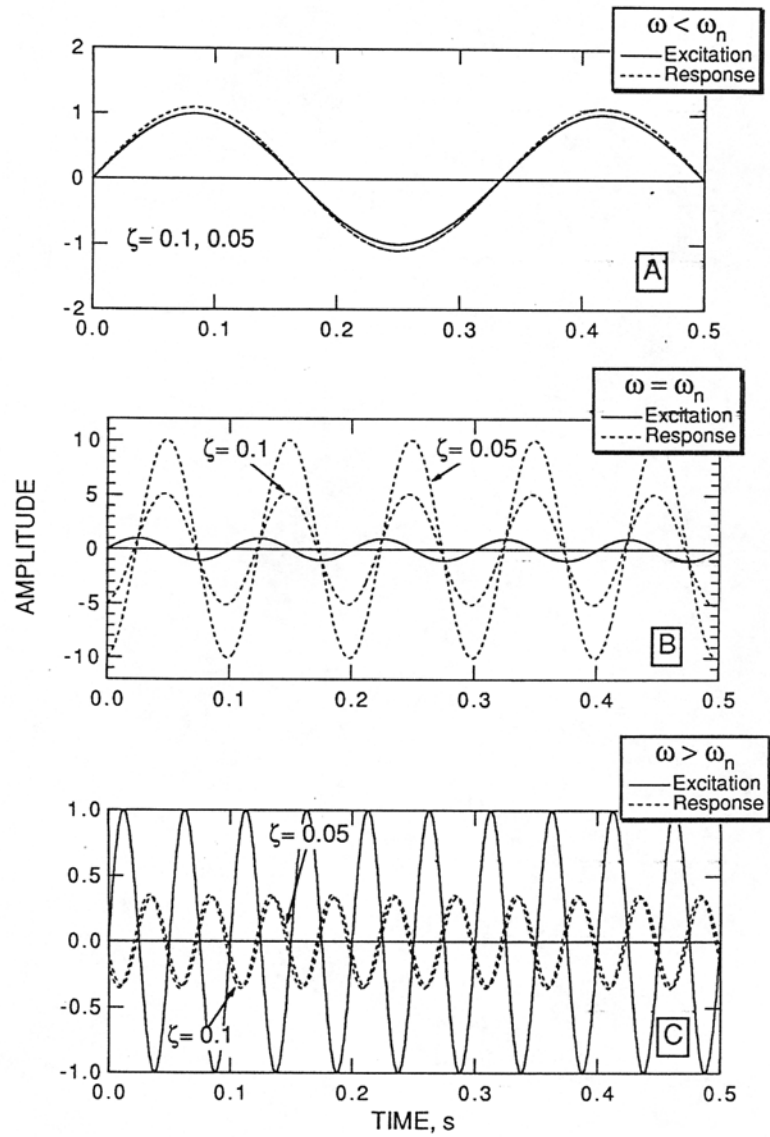 ω < ωn
Excitation
Response
2
1
0
-1
-2
ζ= 0.1, 0.05
A
0.0 0.1 0.2 0.3 0.4 0.5
ω = ωn
Excitation
Response
10
5
0
-5
-10
ζ= 0.1
ζ= 0.05
B
0.0 0.1 0.2 0.3 0.4 0.5
AMPLITUDE
ω > ωn
Excitation
Response
1.0
0.5
0.0
-0.5
-1.0
ζ= 0.05
ζ= 0.1
C
0.0 0.1 0.2 0.3 0.4 0.5
TIME, s